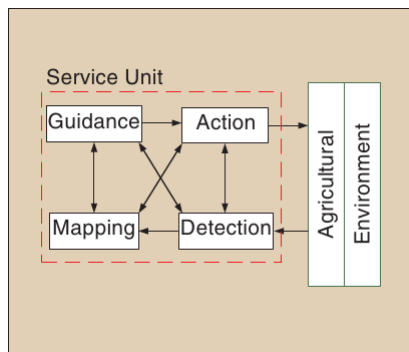 Service Unit
Guidance
Action
Mapping
Detection
Agricultural
Environment